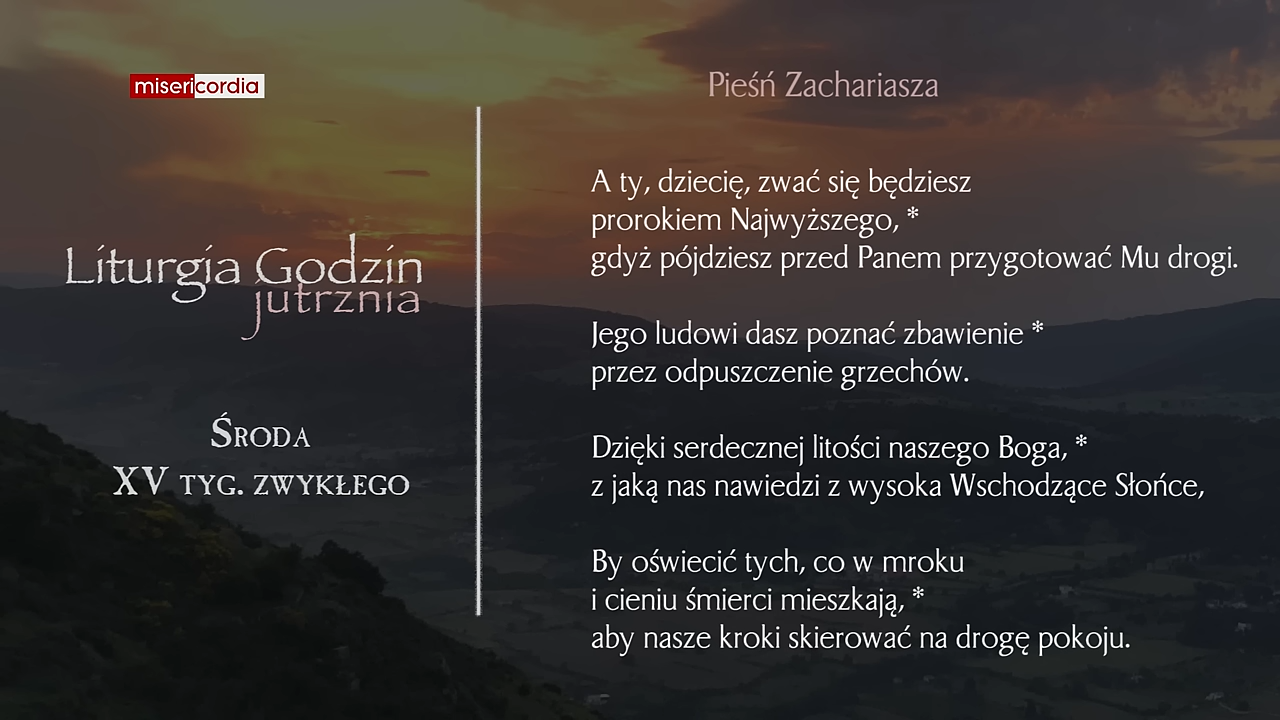 misericordia
Liturgia Godzin
jutrznia
Środa
XV tyg. zwykłego
Pieśń Zachariasza
A ty, dziecię, zwać się będziesz
prorokiem Najwyższego, *
gdyż pójdziesz przed Panem przygotować Mu drogi.
Jego ludowi dasz poznać zbawienie *
przez odpuszczenie grzechów.
Dzięki serdecznej litości naszego Boga, *
z jaką nas nawiedzi z wysoka Wschodzące Słońce,
By oświecić tych, co w mroku
i cieniu śmierci mieszkają, *
aby nasze kroki skierować na drogę pokoju.